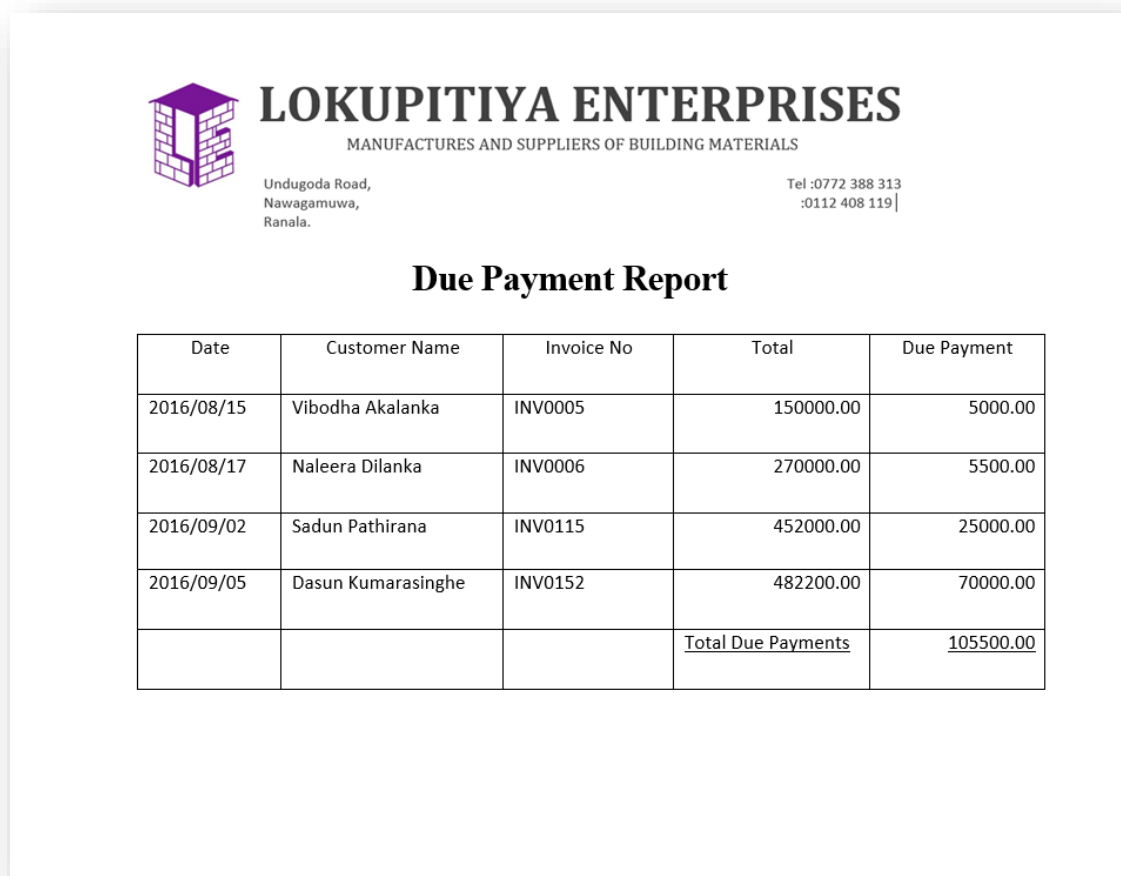 LOKUPITIYA ENTERPRISES
MANUFACTURES AND SUPPLIERS OF BUILDING MATERIALS
Undugoda Road, Tel :0772 388 313
Nawagamuwa, :0112 408 119
Ranala.
Due Payment Report
Date Customer Name Invoice No Total Due Payment
2016/08/15 Vibodha Akalanka INV0005 150000.00 5000.00
2016/08/17 Naleera Dilanka INV0006 270000.00 5500.00
2016/09/02 Sadun Pathirana INV0115 452000.00 25000.00
2016/09/05 Dasun Kumarasinghe INV0152 482200.00 70000.00
Total Due Payments 105500.00